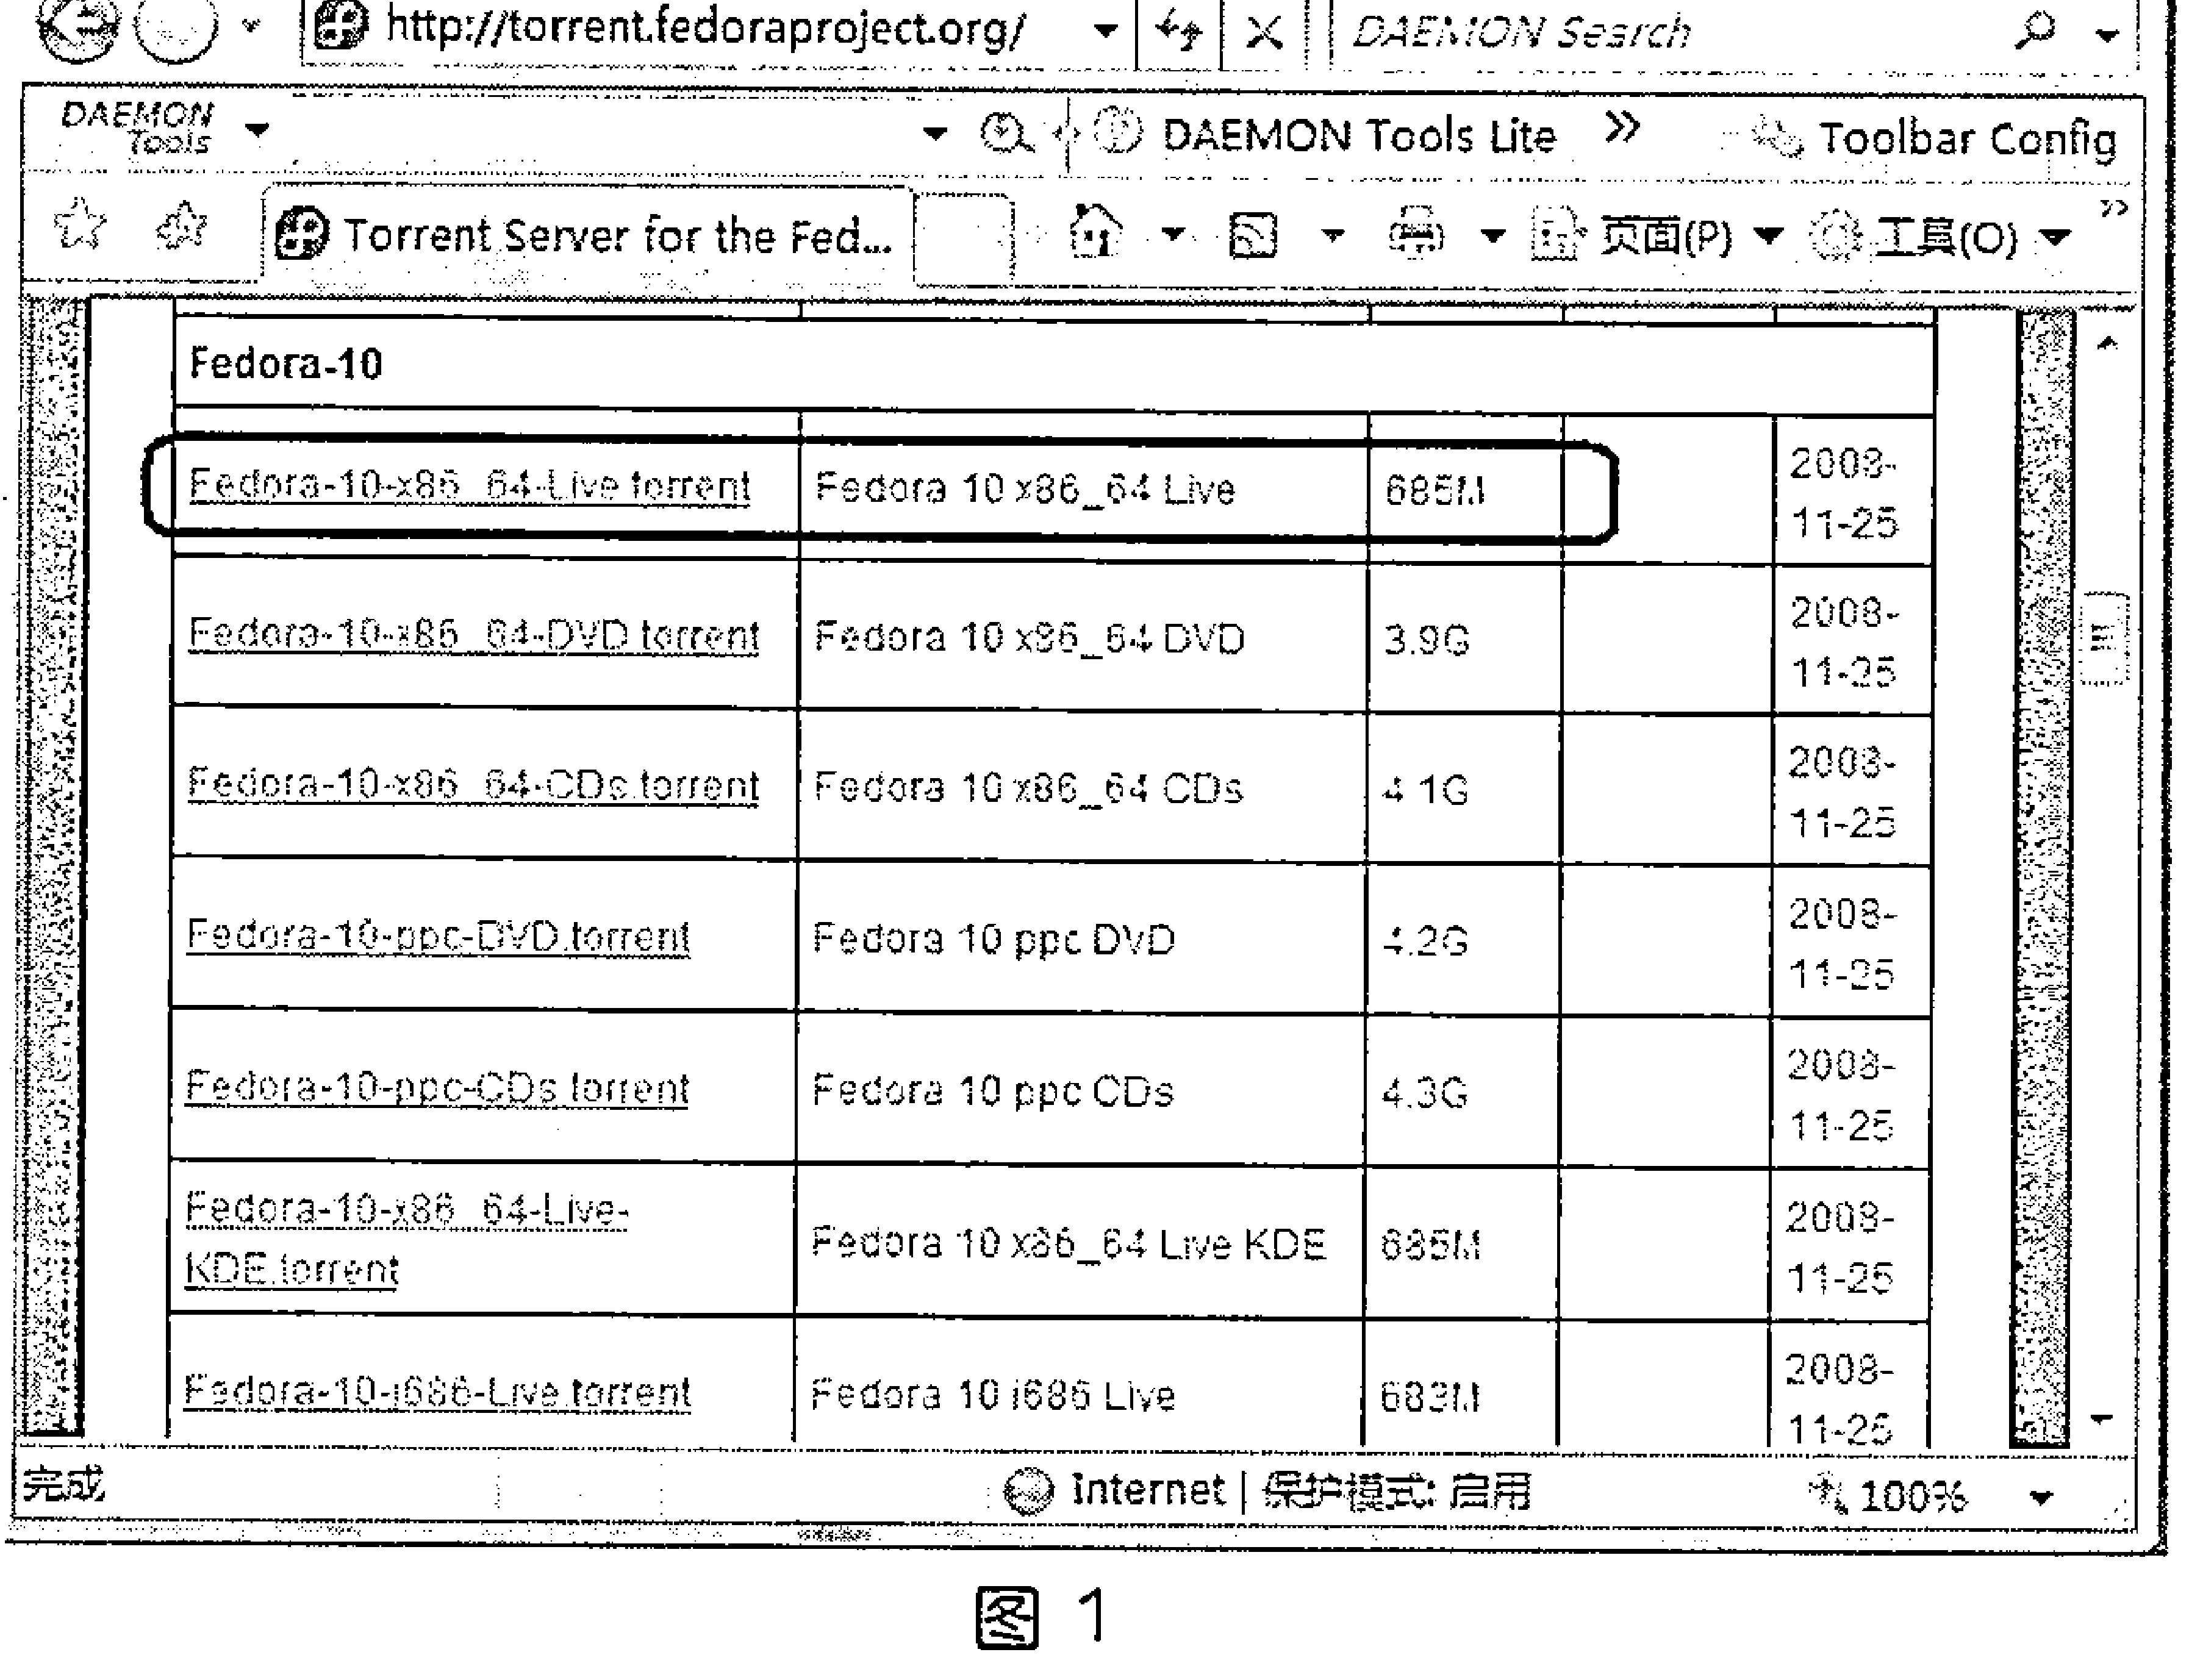 http://torrent.fedoraproject.org/ DAEMON Search
DAEMON Tools DAEMON Tools Lite » Toolbar Config
Torrent Server for the Fed... 页面(P) 工具(O) »
Fedora-10
Fedora-10-x86_64-Live.torrent Fedora 10 x86_64 Live 685M 2008-
11-25
Fedora-10-x86_64-DVD.torrent Fedora 10 x86_64 DVD 3.9G 2008-
11-25
Fedora-10-x86_64-CDs.torrent Fedora 10 x86_64 CDs 4.1G 2008-
11-25
Fedora-10-ppc-DVD.torrent Fedora 10 ppc DVD 4.2G 2008-
11-25
Fedora-10-ppc-CDs.torrent Fedora 10 ppc CDs 4.3G 2008-
11-25
Fedora-10-x86_64-Live-
KDE.torrent Fedora 10 x86_64 Live KDE 685M 2008-
11-25
Fedora-10-i686-Live.torrent Fedora 10 i686 Live 683M 2008-
11-25
完成 Internet | 保护模式: 启用 100%
图 1